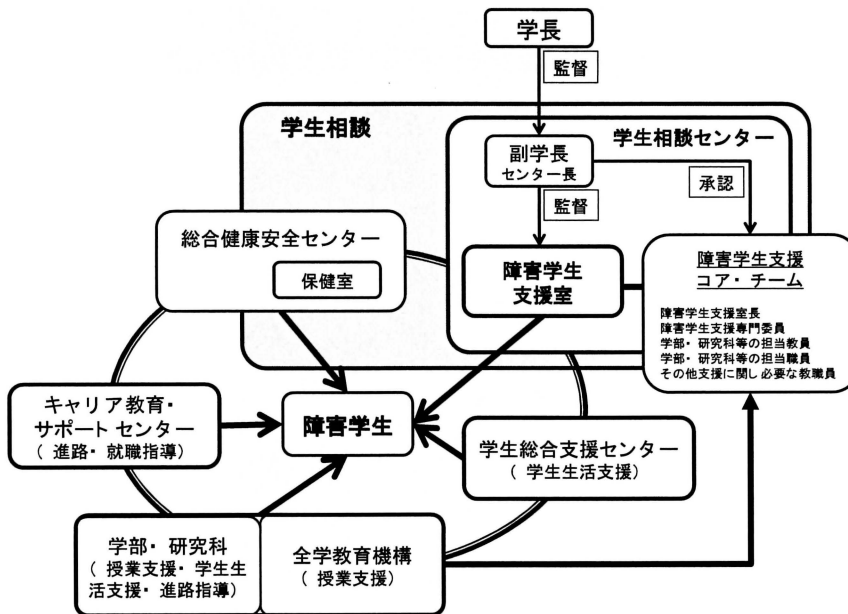 学長
監督
学生相談
学生相談センター
副学長
センター長
承認
監督
総合健康安全センター
保健室
障害学生
支援室
障害学生支援
コア・チーム
障害学生支援室長
障害学生支援専門委員
学部・研究科等の担当教員
学部・研究科等の担当職員
その他支援に関し必要な教職員
キャリア教育・
サポートセンター
（進路・就職指導）
障害学生
学生総合支援センター
（学生生活支援）
学部・研究科
（授業支援・学生生
活支援・進路指導）
全学教育機構
（授業支援）